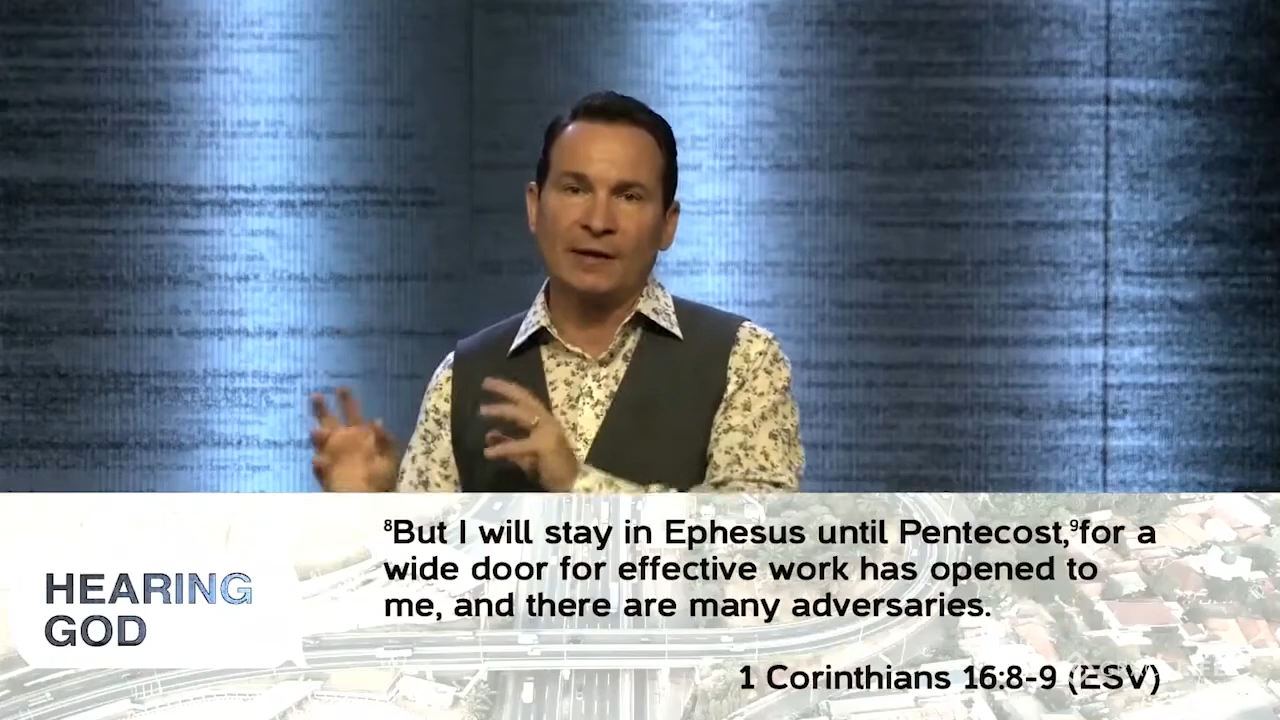 HEARING
GOD
⁸But I will stay in Ephesus until Pentecost,⁹for a
wide door for effective work has opened to
me, and there are many adversaries.
1 Corinthians 16:8-9 (ESV)